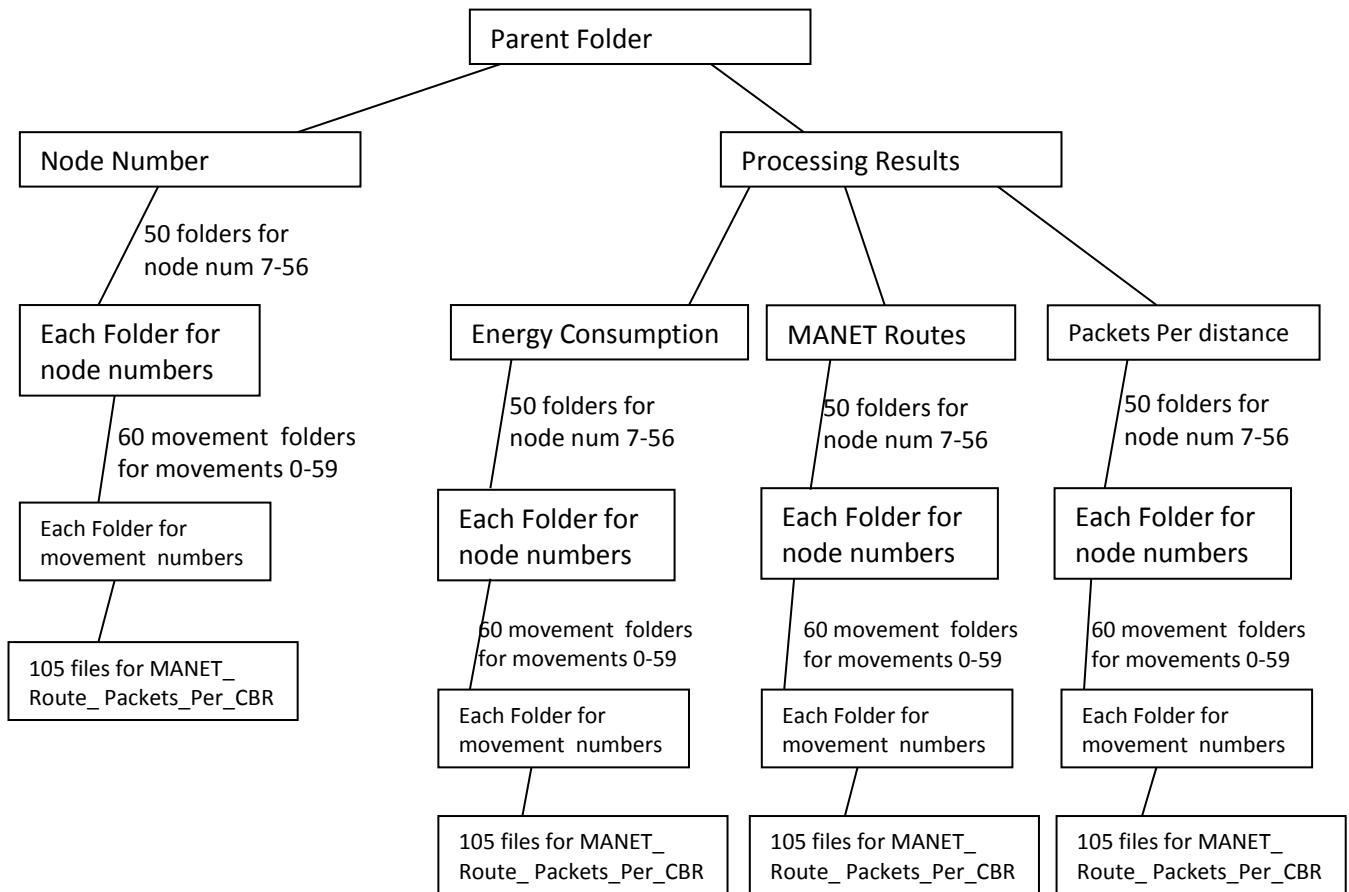 Parent Folder
Node Number
Processing Results
50 folders for
node num 7-56
Each Folder for
node numbers
Energy Consumption
MANET Routes
Packets Per distance
60 movement folders
for movements 0-59
50 folders for
node num 7-56
50 folders for
node num 7-56
50 folders for
node num 7-56
Each Folder for
movement numbers
Each Folder for
node numbers
Each Folder for
node numbers
Each Folder for
node numbers
105 files for MANET_
Route_ Packets_Per_CBR
60 movement folders
for movements 0-59
60 movement folders
for movements 0-59
60 movement folders
for movements 0-59
Each Folder for
movement numbers
Each Folder for
movement numbers
Each Folder for
movement numbers
105 files for MANET_
Route_ Packets_Per_CBR
105 files for MANET_
Route_ Packets_Per_CBR
105 files for MANET_
Route_ Packets_Per_CBR